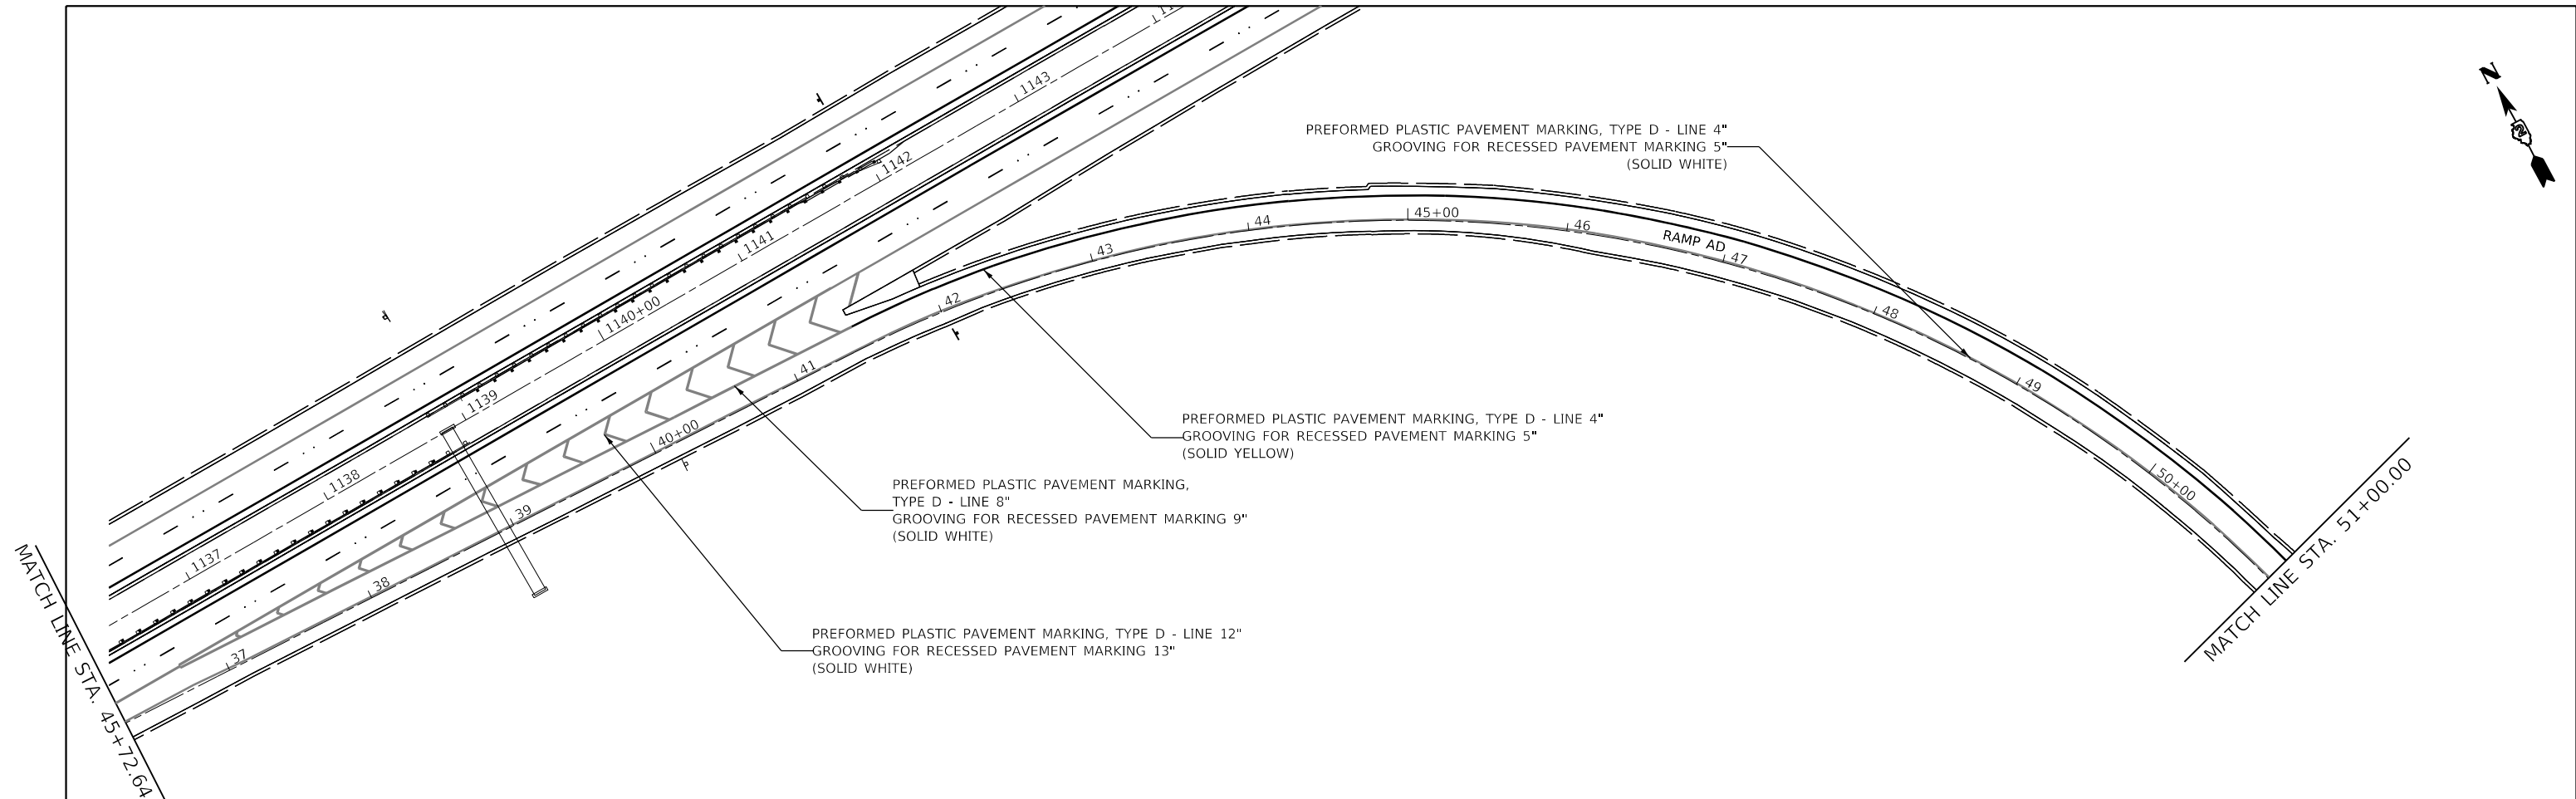 1143
1142
1141
1140+00
1139
1138
1137
N
2
PREFORMED PLASTIC PAVEMENT MARKING, TYPE D - LINE 4"
GROOVING FOR RECESSED PAVEMENT MARKING 5"
(SOLID WHITE)
37
38
39
40+00
41
42
43
44
45+00
46
RAMP AD
47
48
49
50+00
PREFORMED PLASTIC PAVEMENT MARKING, TYPE D - LINE 4"
GROOVING FOR RECESSED PAVEMENT MARKING 5"
(SOLID YELLOW)
PREFORMED PLASTIC PAVEMENT MARKING,
TYPE D - LINE 8"
GROOVING FOR RECESSED PAVEMENT MARKING 9"
(SOLID WHITE)
PREFORMED PLASTIC PAVEMENT MARKING, TYPE D - LINE 12"
GROOVING FOR RECESSED PAVEMENT MARKING 13"
(SOLID WHITE)
MATCH LINE STA. 45+72.64
MATCH LINE STA. 51+00.00